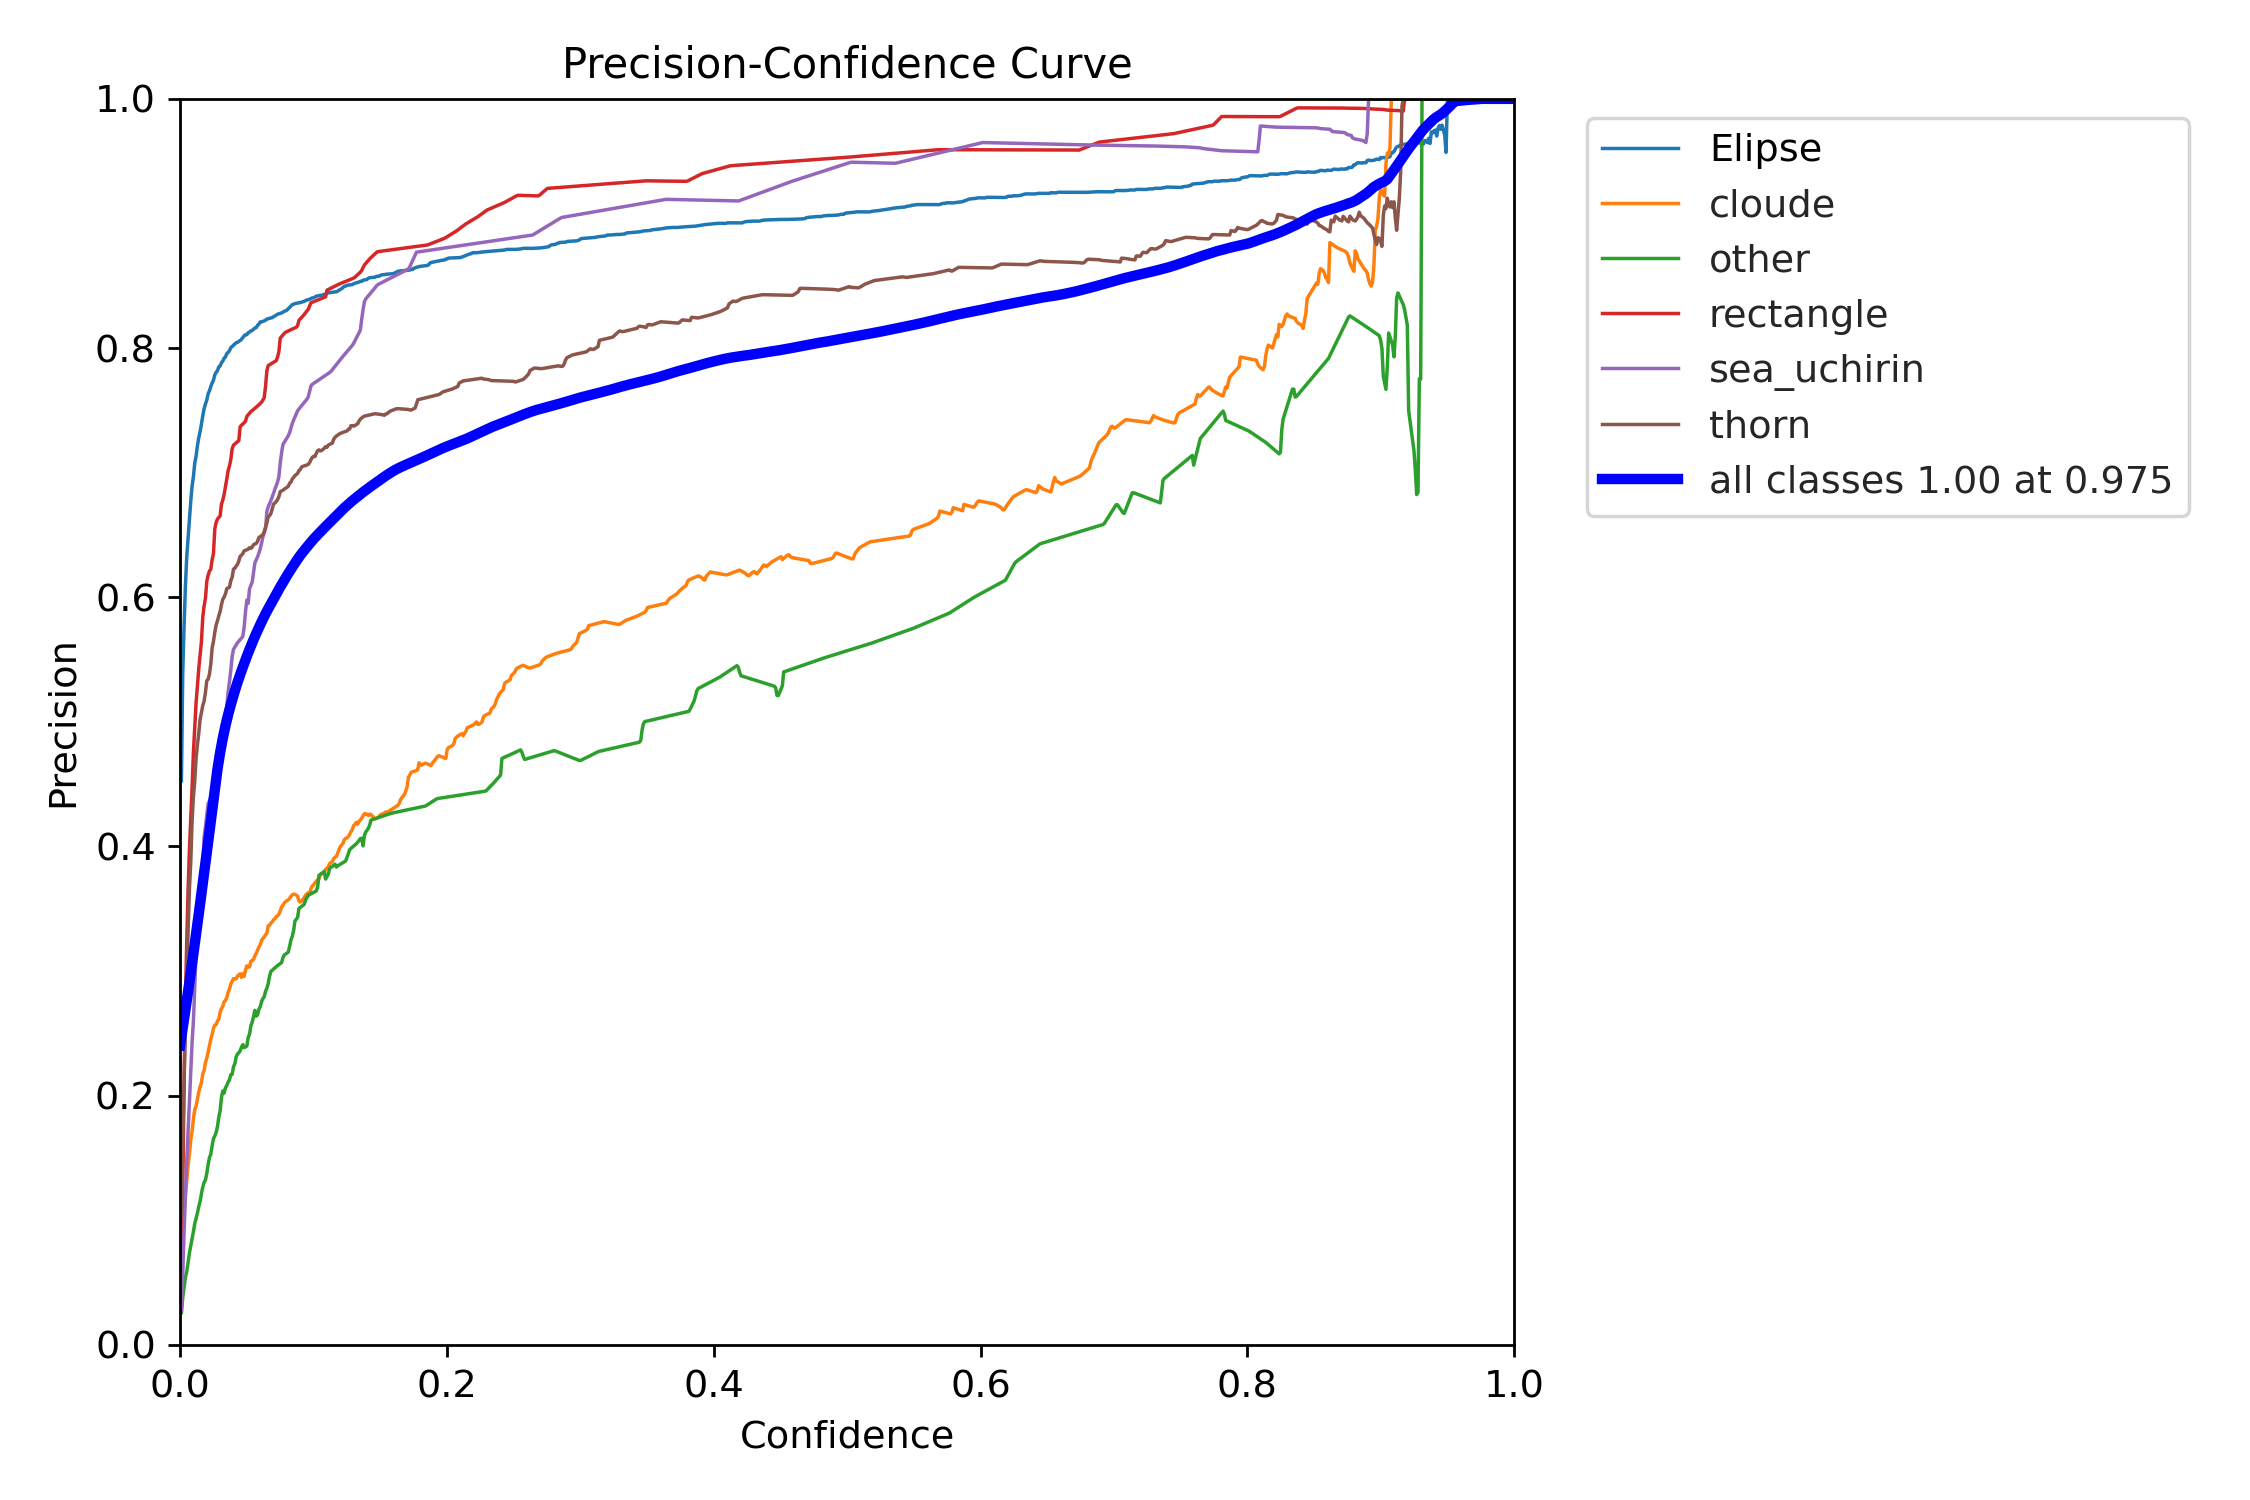 Precision-Confidence Curve
1.0
0.8
0.6
0.4
0.2
0.0
Precision
0.0 0.2 0.4 0.6 0.8 1.0
Confidence
Elipse
cloude
other
rectangle
sea_uchirin
thorn
all classes 1.00 at 0.975